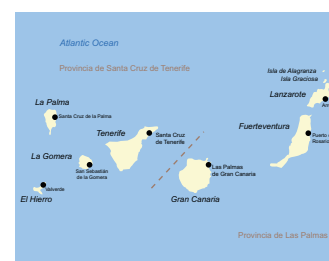 Atlantic Ocean
Provincia de Santa Cruz de Tenerife
Isla de Alagranza
Isla Graciosa
Lanzarote
La Palma
Santa Cruz de la Palma
Tenerife
Santa Cruz
de Tenerife
Fuerteventura
Puerto
Rosario
La Gomera
San Sebastián
de la Gomera
Las Palmas
de Gran Canaria
Valverde
El Hierro
Gran Canaria
Provincia de Las Palmas